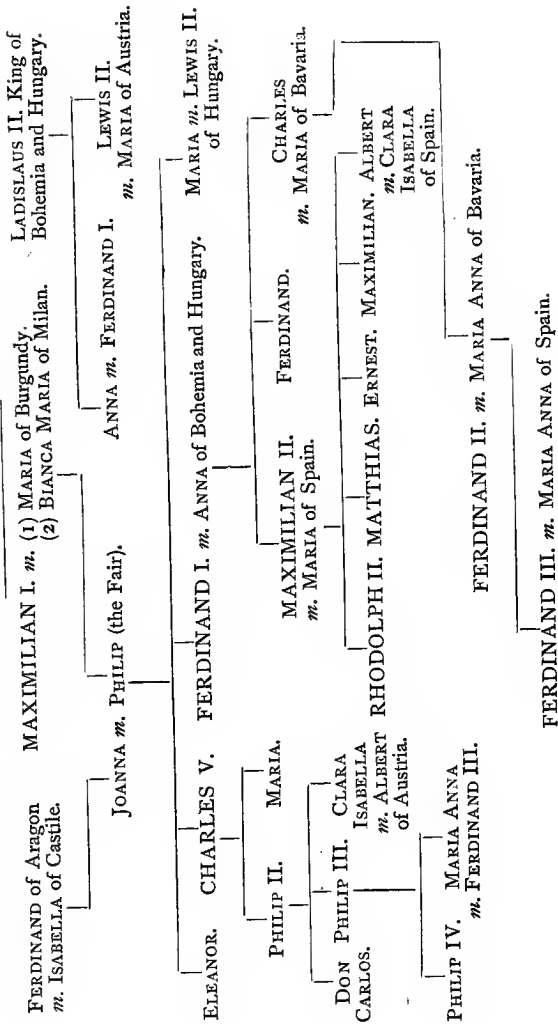 FERDINAND of Aragon
m. ISABELLA of Castile.
MAXIMILIAN I. m. (1) MARIA of Burgundy.
(2) BIANCA MARIA of Milan.
LADISLAUS II. King of
Bohemia and Hungary.
JOANNA m. PHILIP (the Fair).
ANNA m. FERDINAND I.
LEWIS II.
m. MARIA of Austria.
ELEANOR.
CHARLES V.
FERDINAND I. m. ANNA of Bohemia and Hungary.
MARIA m. LEWIS II.
of Hungary.
PHILIP II.
MARIA.
MAXIMILIAN II.
m. MARIA of Spain.
FERDINAND.
CHARLES
m. MARIA of Bavaria.
DON
CARLOS.
PHILIP III.
CLARA
ISABELLA
m. ALBERT
of Austria.
RHODOLPH II.
MATTHIAS.
ERNEST.
MAXIMILIAN.
ALBERT
m. CLARA
ISABELLA
of Spain.
PHILIP IV.
MARIA ANNA
m. FERDINAND III.
FERDINAND II. m. MARIA ANNA of Bavaria.
FERDINAND III. m. MARIA ANNA of Spain.